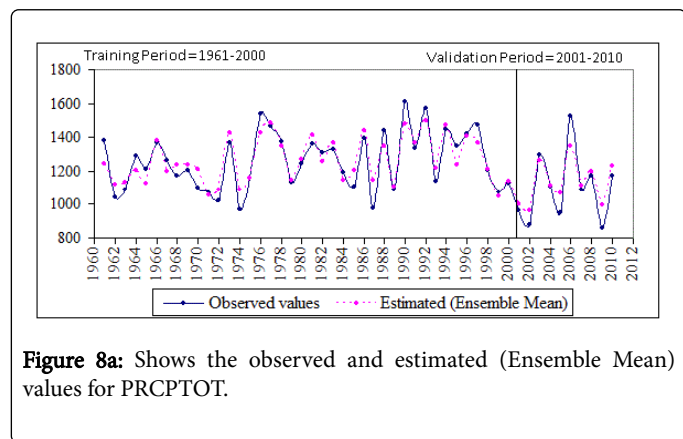 Training Period=1961-2000 Validation Period=2001-2010
1800
1600
1400
1200
1000
800
1960 1962 1964 1966 1968 1970 1972 1974 1976 1978 1980 1982 1984 1986 1988 1990 1992 1994 1996 1998 2000 2002 2004 2006 2008 2010 2012
Observed values Estimated (Ensemble Mean)
Figure 8a: Shows the observed and estimated (Ensemble Mean)
values for PRCPTOT.